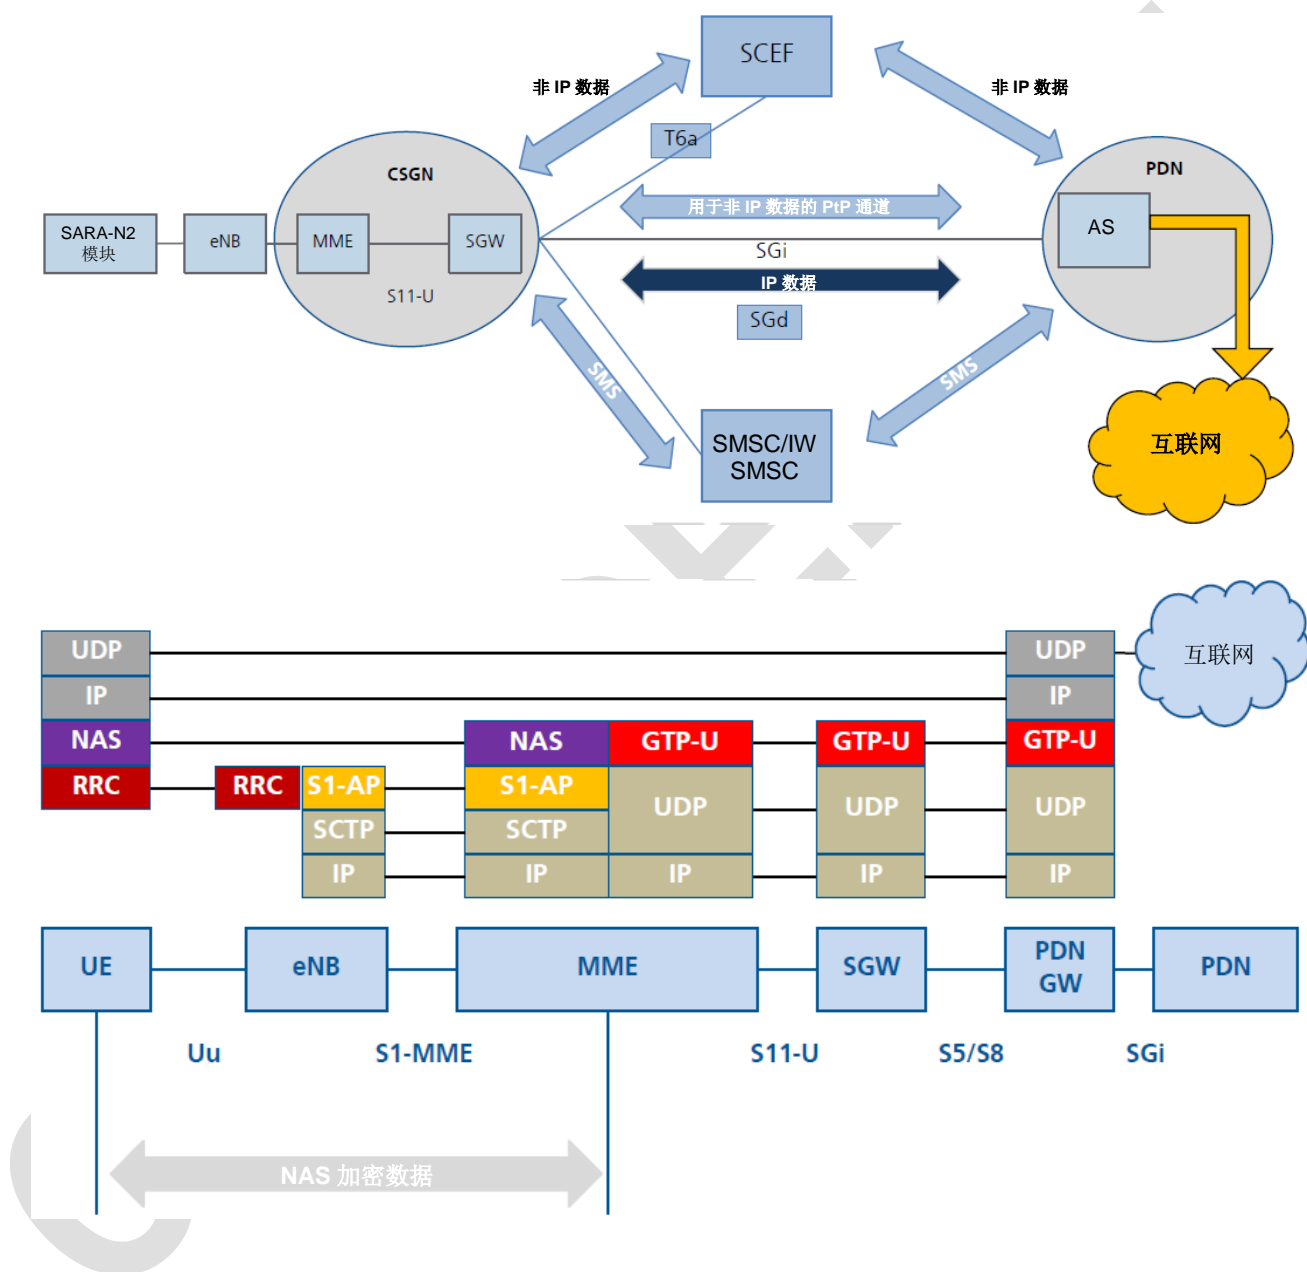 SCEF
非 IP 数据
非 IP 数据
T6a
CSGN
PDN
用于非 IP 数据的 PtP 通道
SARA-N2
模块
eNB
MME
SGW
AS
SGi
S11-U
IP 数据
SGd
SMS
SMS
SMSC/IW
SMSC
互联网
UDP
UDP
互联网
IP
IP
NAS
NAS
GTP-U
GTP-U
GTP-U
RRC
RRC
S1-AP
S1-AP
UDP
UDP
UDP
SCTP
SCTP
IP
IP
IP
IP
IP
UE
eNB
MME
SGW
PDN
GW
PDN
Uu
S1-MME
S11-U
S5/S8
SGi
NAS 加密数据